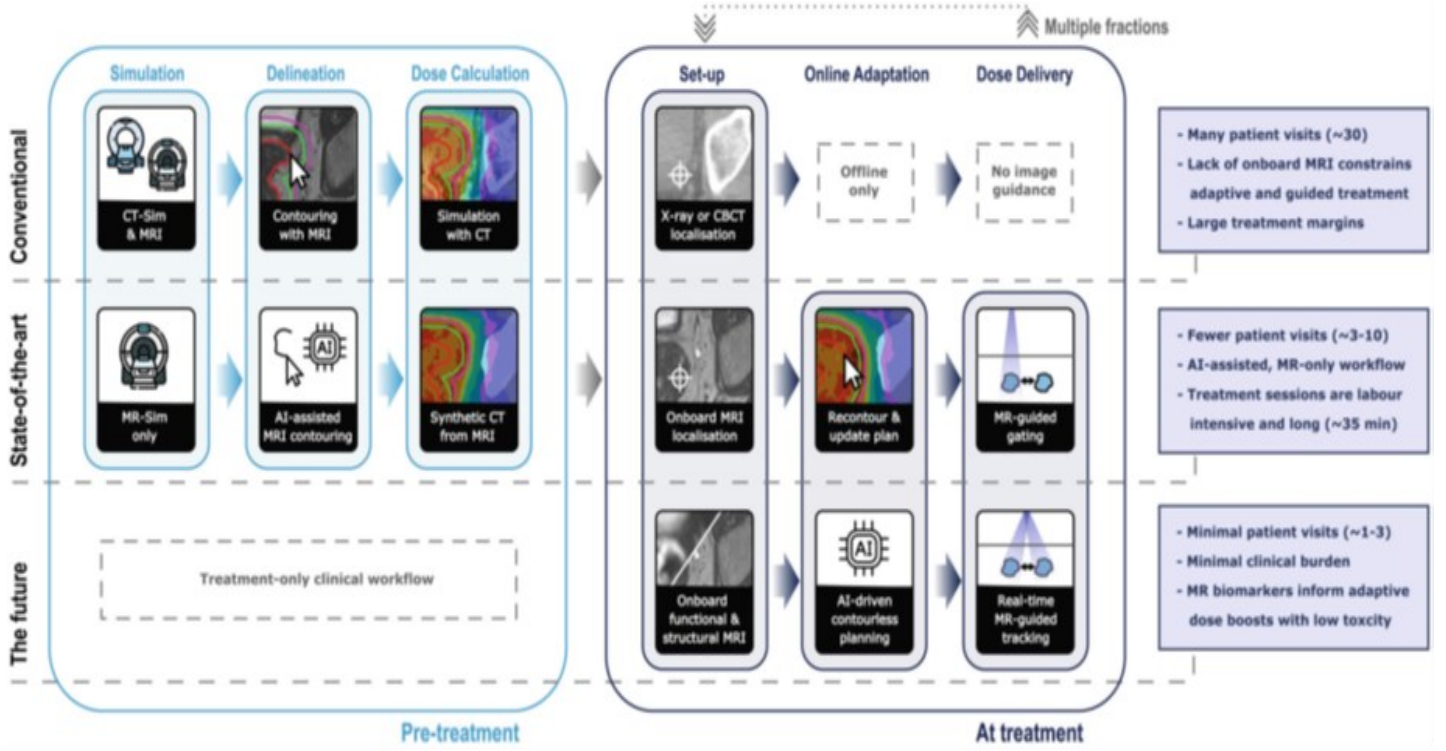 Multiple fractions
Simulation
Delineation
Dose Calculation
Set-up
Online Adaptation
Dose Delivery
Conventional
CT-Sim
& MRI
Contouring
with MRI
Simulation
with CT
X-ray or CBCT
localisation
Offline
only
No image
guidance
- Many patient visits (~30)
- Lack of onboard MRI constrains
adaptive and guided treatment
- Large treatment margins
State-of-the-art
MR-Sim
only
AI
AI-assisted
MRI contouring
Synthetic CT
from MRI
Onboard MRI
localisation
Recontour &
update plan
MR-guided
gating
- Fewer patient visits (~3-10)
- AI-assisted, MR-only workflow
- Treatment sessions are labour
intensive and long (~35 min)
The future
Treatment-only clinical workflow
Onboard
functional &
structural MRI
AI
AI-driven
contourless
planning
Real-time
MR-guided
tracking
- Minimal patient visits (~1-3)
- Minimal clinical burden
- MR biomarkers inform adaptive
dose boosts with low toxcity
Pre-treatment
At treatment